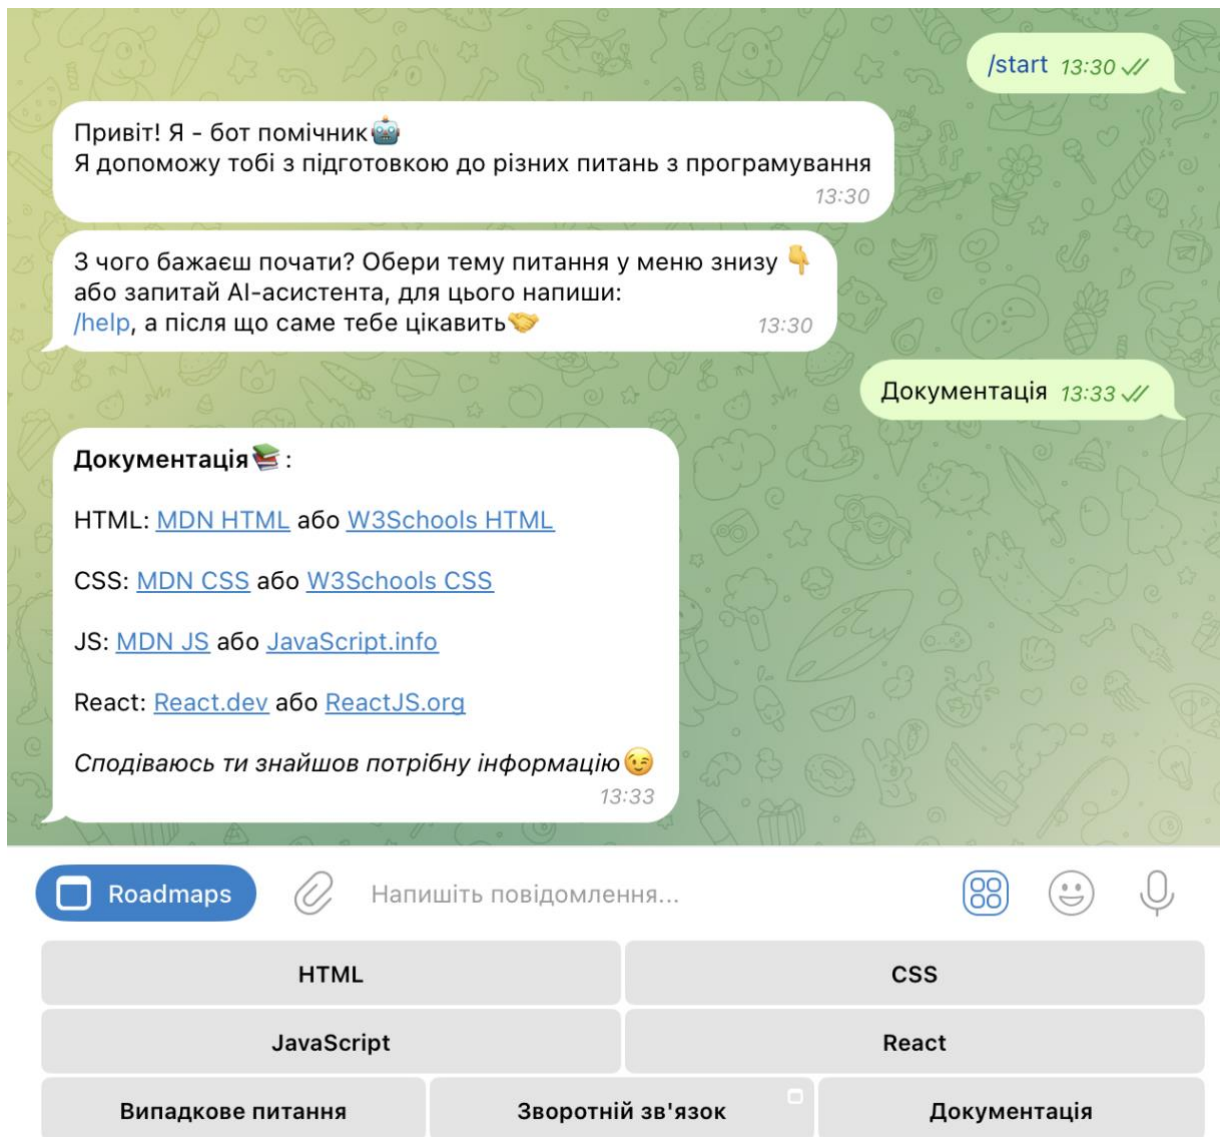 /start 13:30
Привіт! Я - бот помічник🤖
Я допоможу тобі з підготовкою до різних питань з програмування
13:30
З чого бажаєш почати? Обери тему питання у меню знизу 👇
або запитай AI-асистента, для цього напиши:
/help, а після що саме тебе цікавить🤝 13:30
Документація 13:33
Документація📚 :
HTML: MDN HTML або W3Schools HTML
CSS: MDN CSS або W3Schools CSS
JS: MDN JS або JavaScript.info
React: React.dev або ReactJS.org
Сподіваюсь ти знайшов потрібну інформацію😉
13:33
Roadmaps Напишіть повідомлення...
HTML CSS
JavaScript React
Випадкове питання Зворотній зв'язок Документація